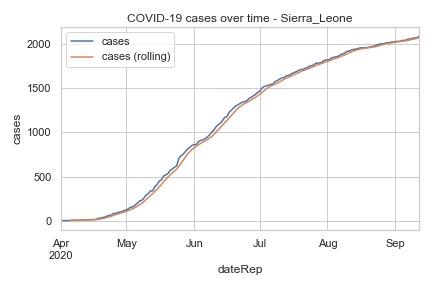 COVID-19 cases over time - Sierra_Leone
cases
cases (rolling)
2000
1500
1000
500
0
cases
Apr May Jun Jul Aug Sep
2020
dateRep